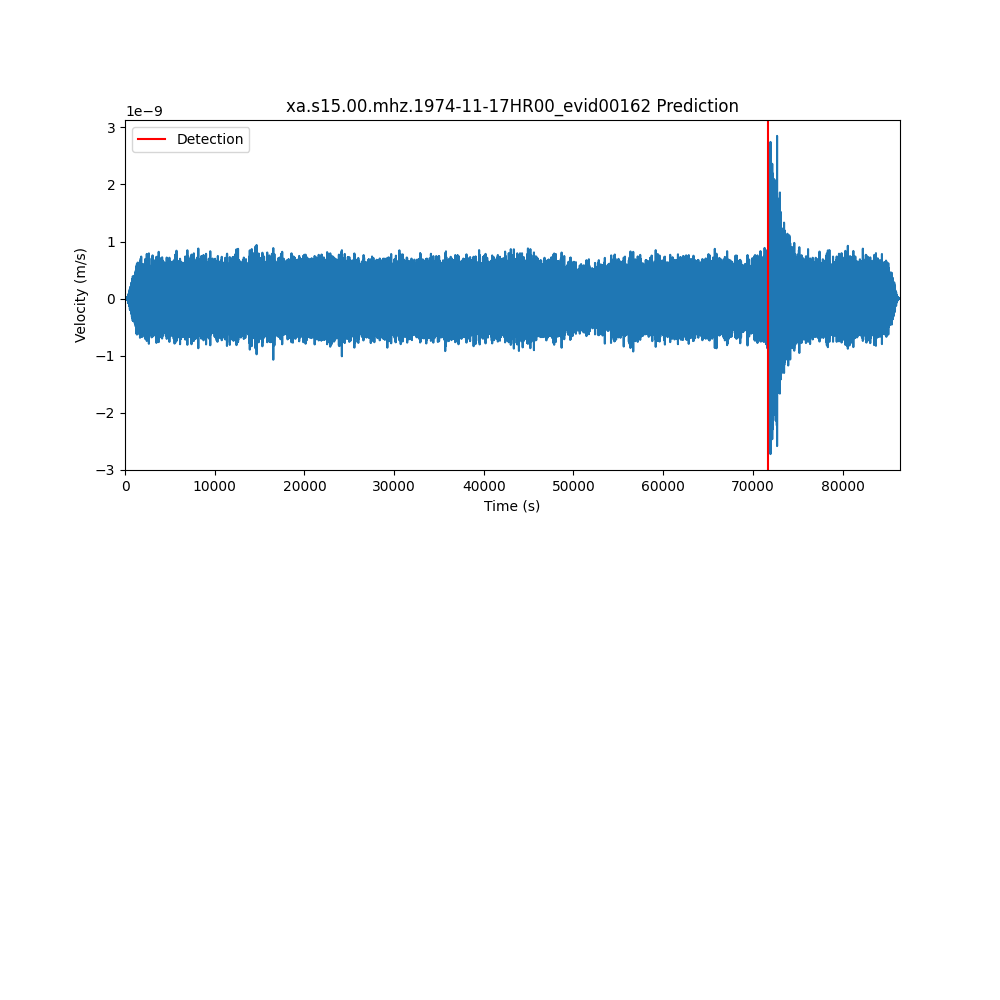 xa.s15.00.mhz.1974-11-17HR00_evid00162 Prediction
1e−9
Detection
3
2
1
0
−1
−2
−3
Velocity (m/s)
0 10000 20000 30000 40000 50000 60000 70000 80000
Time (s)